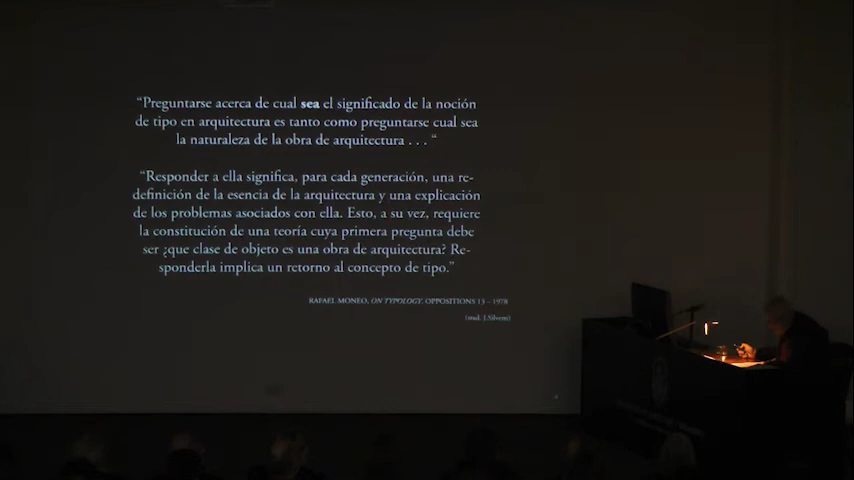 “Preguntarse acerca de cual sea el significado de la noción
de tipo en arquitectura es tanto como preguntarse cual sea
la naturaleza de la obra de arquitectura . . . “
“Responder a ella significa, para cada generación, una re-
definición de la esencia de la arquitectura y una explicación
de los problemas asociados con ella. Esto, a su vez, requiere
la constitución de una teoría cuya primera pregunta debe
ser ¿que clase de objeto es una obra de arquitectura? Re-
sponderla implica un retorno al concepto de tipo.”
RAFAEL MONEO, ON TYPOLOGY, OPPOSITIONS 13 – 1978
(trad. J.Silvetti)